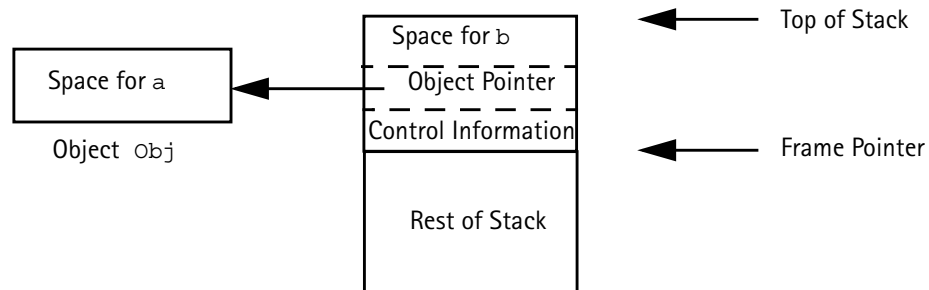 Space for b
Top of Stack
Space for a
Object Pointer
Object Obj
Control Information
Frame Pointer
Rest of Stack